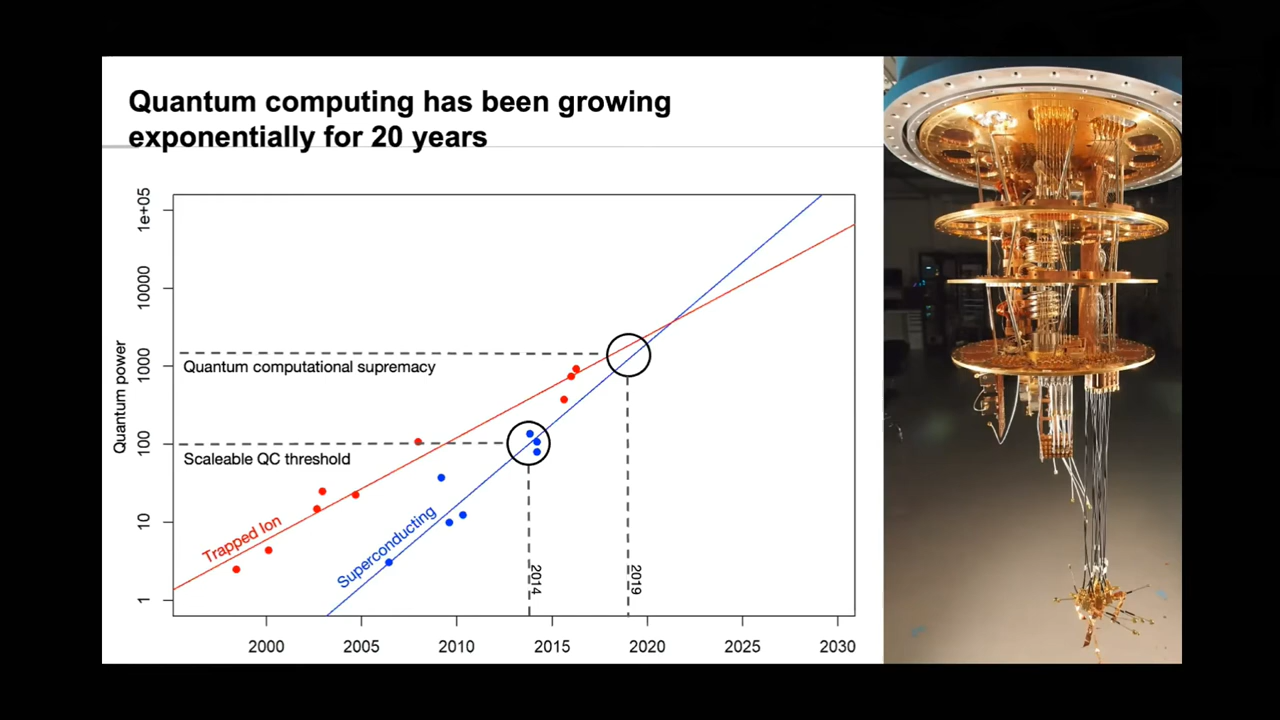 Quantum computing has been growing
exponentially for 20 years
Quantum power
1e+05
10000
1000
100
10
1
Quantum computational supremacy
Scaleable QC threshold
Trapped Ion
Superconducting
2014
2019
2000
2005
2010
2015
2020
2025
2030